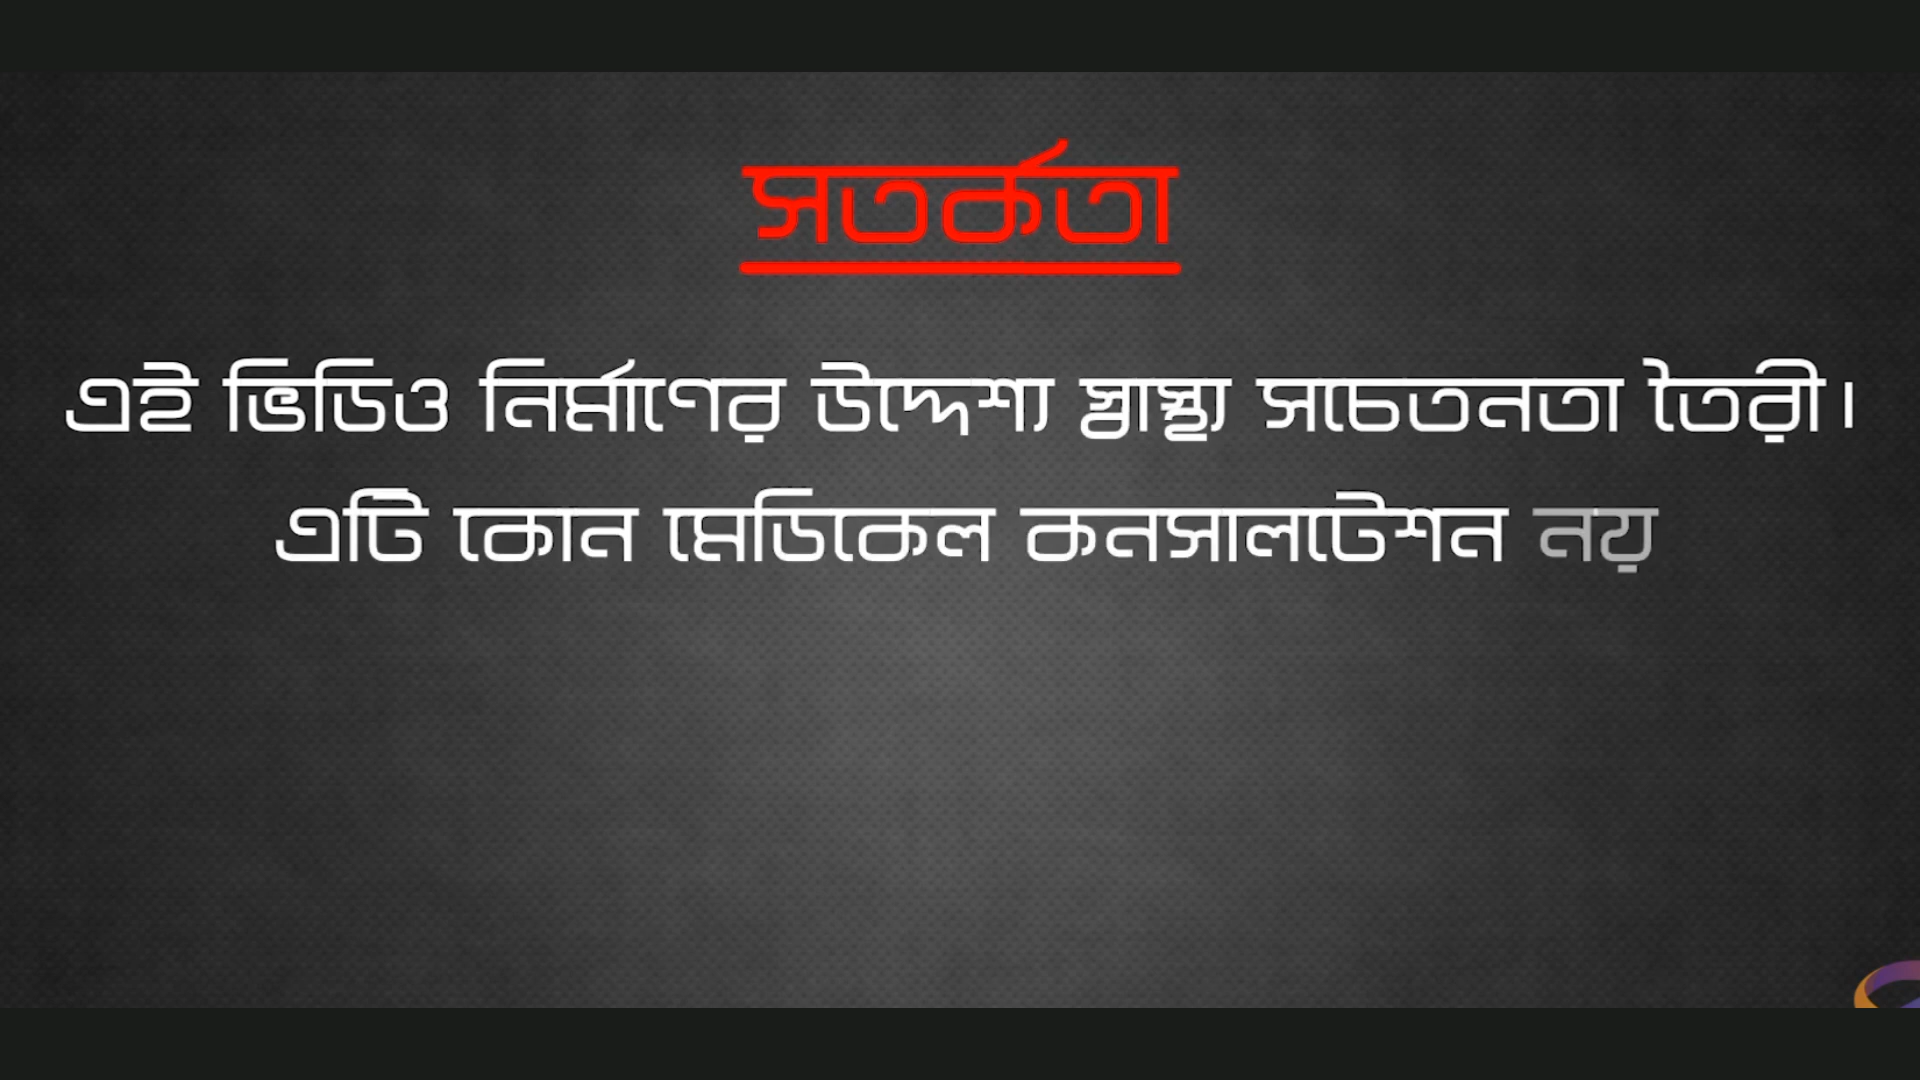 সতর্কতা
এই ভিডিও নির্মাণের উদ্দেশ্য স্বাস্থ্য সচেতনতা তৈরী।
এটি কোন মেডিকেল কনসালটেশন নয়